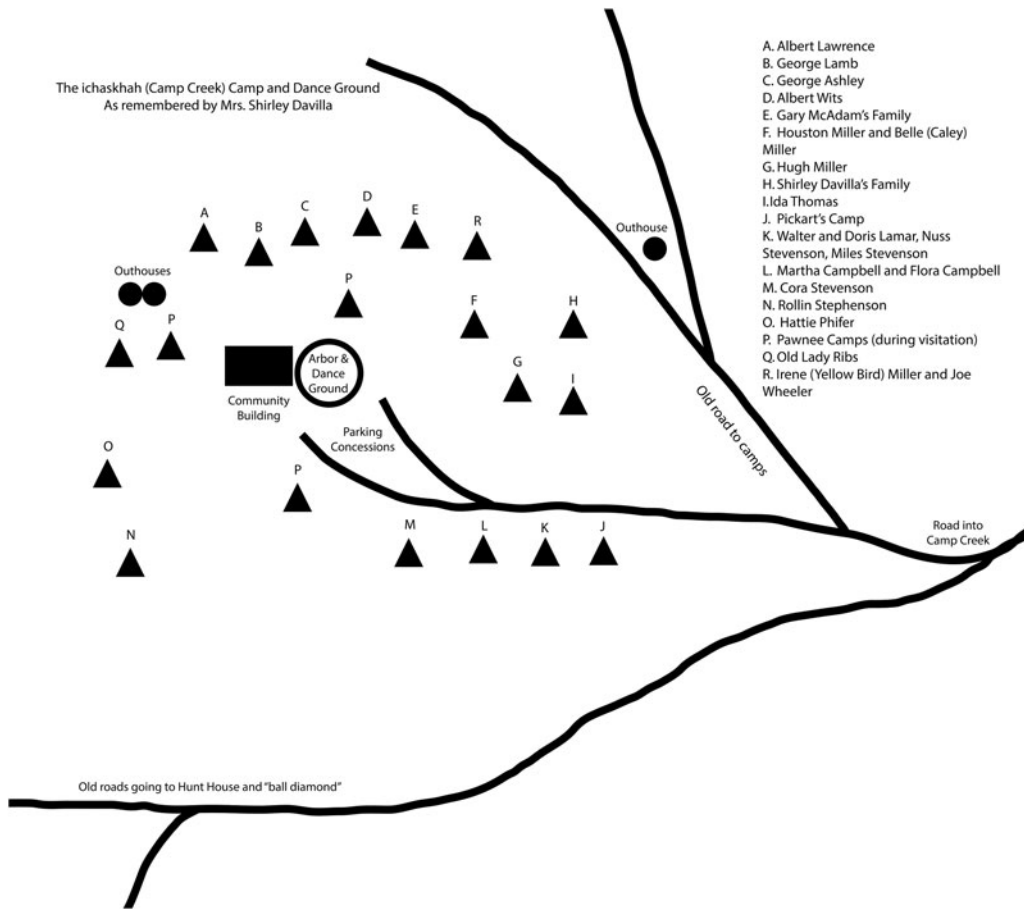 The ichaskhah (Camp Creek) Camp and Dance Ground
As remembered by Mrs. Shirley Davilla
A. Albert Lawrence
B. George Lamb
C. George Ashley
D. Albert Wits
E. Gary McAdam's Family
F. Houston Miller and Belle (Caley)
Miller
G. Hugh Miller
H. Shirley Davilla's Family
I.Ida Thomas
J. Pickart's Camp
K. Walter and Doris Lamar, Nuss
Stevenson, Miles Stevenson
L. Martha Campbell and Flora Campbell
M. Cora Stevenson
N. Rollin Stephenson
O. Hattie Phifer
P. Pawnee Camps (during visitation)
Q. Old Lady Ribs
R. Irene (Yellow Bird) Miller and Joe
Wheeler
A
B
C
D
E
R
Outhouse
Outhouses
P
Q
P
F
H
G
I
Arbor &
Dance
Ground
Community
Building
Parking
Concessions
Old road to camps
O
P
N
M
L
K
J
Road into
Camp Creek
Old roads going to Hunt House and "ball diamond"